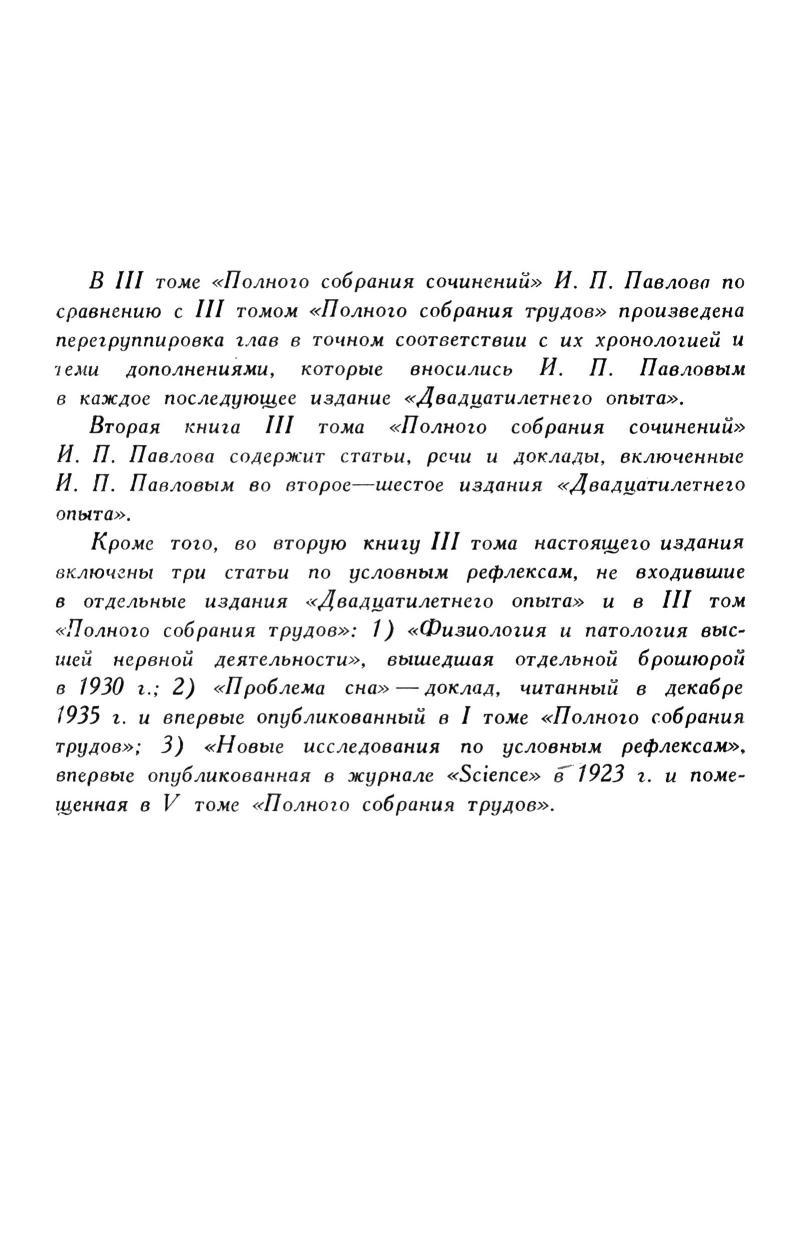 В III томе «Полного собрания сочинений» И. П. Павлова по
сравнению с III томом «Полного собрания трудов» произведена
перегруппировка глав в точном соответствии с их хронологией и
теми дополнениями, которые вносились И. П. Павловым
в каждое последующее издание «Двадцатилетнего опыта».
Вторая книга III тома «Полного собрания сочинений»
И. П. Павлова содержит статьи, речи и доклады, включенные
И. П. Павловым во второе—шестое издания «Двадцатилетнего
опыта».
Кроме того, во вторую книгу III тома настоящего издания
включены три статьи по условным рефлексам, не входившие
в отдельные издания «Двадцатилетнего опыта» и в III том
«Полного собрания трудов»: 1) «Физиология и патология выс-
шей нервной деятельности», вышедшая отдельной брошюрой
в 1930 г.; 2) «Проблема сна» — доклад, читанный в декабре
1935 г. и впервые опубликованный в I томе «Полного собрания
трудов»; 3) «Новые исследования по условным рефлексам»,
впервые опубликованная в журнале «Science» в 1923 г. и поме-
щенная в V томе «Полного собрания трудов».